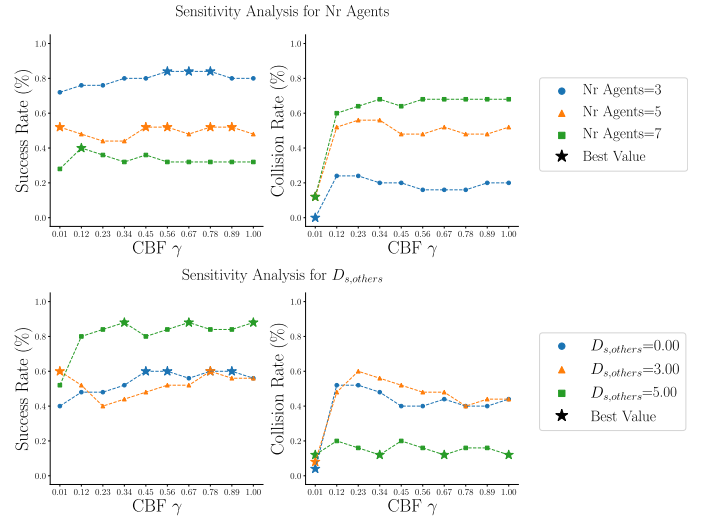 Sensitivity Analysis for Nr Agents
Success Rate (%)
1.0
0.8
0.6
0.4
0.2
0.0
0.01 0.12 0.23 0.34 0.45 0.56 0.67 0.78 0.89 1.00
CBF γ
Collision Rate (%)
1.0
0.8
0.6
0.4
0.2
0.0
0.01 0.12 0.23 0.34 0.45 0.56 0.67 0.78 0.89 1.00
CBF γ
Nr Agents=3
Nr Agents=5
Nr Agents=7
Best Value
Sensitivity Analysis for D_{s,others}
Success Rate (%)
1.0
0.8
0.6
0.4
0.2
0.0
0.01 0.12 0.23 0.34 0.45 0.56 0.67 0.78 0.89 1.00
CBF γ
Collision Rate (%)
1.0
0.8
0.6
0.4
0.2
0.0
0.01 0.12 0.23 0.34 0.45 0.56 0.67 0.78 0.89 1.00
CBF γ
D_{s,others}=0.00
D_{s,others}=3.00
D_{s,others}=5.00
Best Value